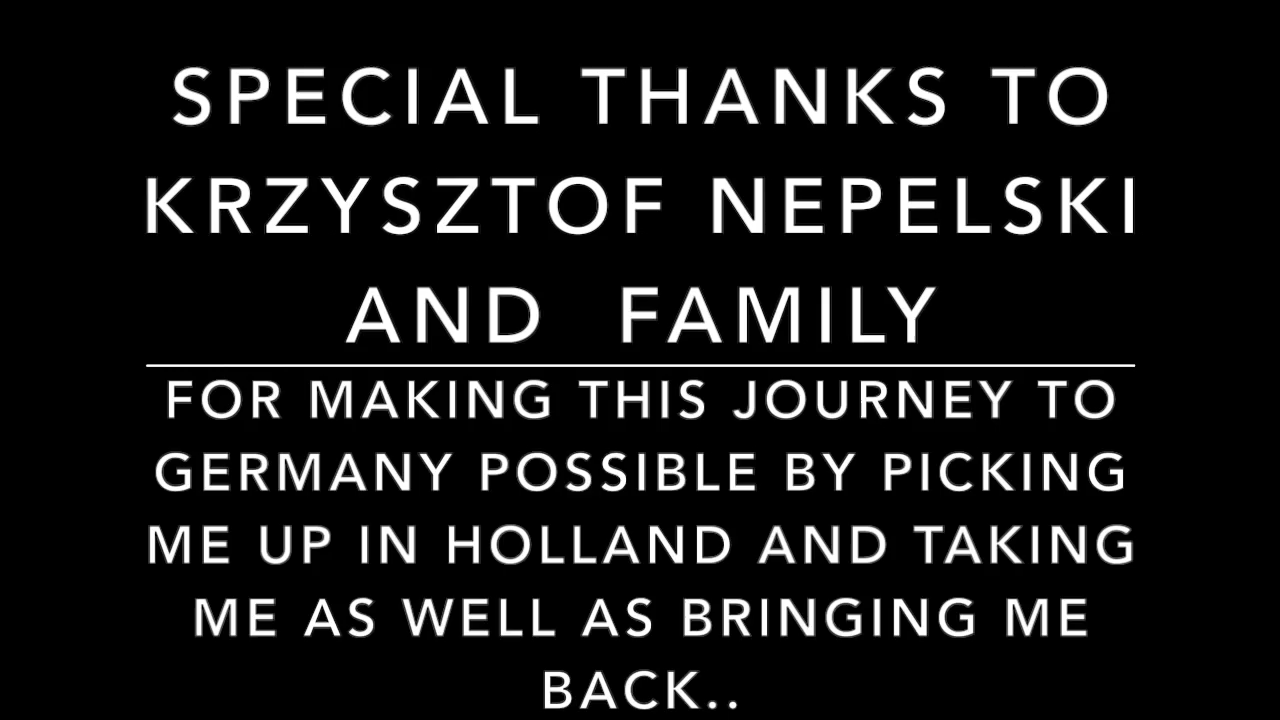 SPECIAL THANKS TO
KRZYSZTOF NEPELSKI
AND FAMILY
FOR MAKING THIS JOURNEY TO
GERMANY POSSIBLE BY PICKING
ME UP IN HOLLAND AND TAKING
ME AS WELL AS BRINGING ME
BACK..